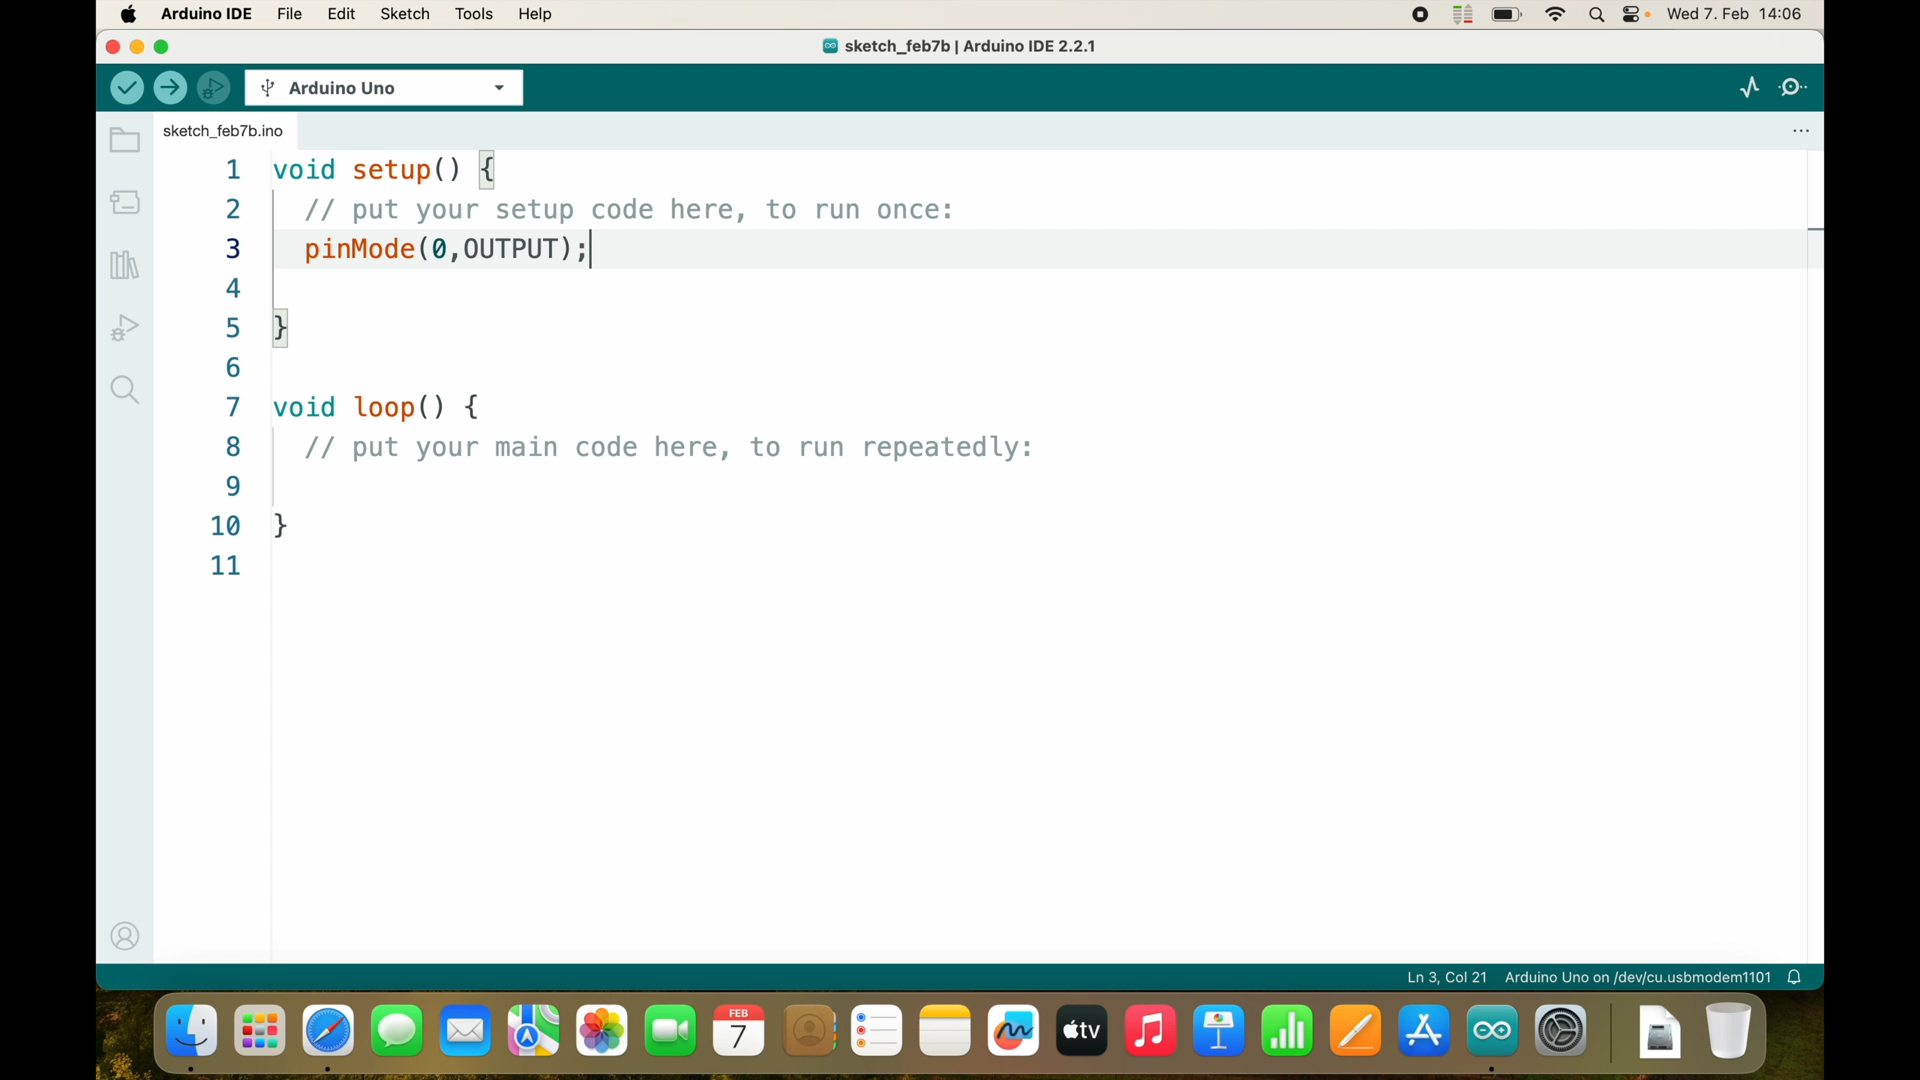 Arduino IDE File Edit Sketch Tools Help Wed 7. Feb 14:06
sketch_feb7b | Arduino IDE 2.2.1
Arduino Uno
sketch_feb7b.ino
1 void setup() {
2 // put your setup code here, to run once:
3 pinMode(0,OUTPUT);
4
5 }
6
7 void loop() {
8 // put your main code here, to run repeatedly:
9
10 }
11
Ln 3, Col 21 Arduino Uno on /dev/cu.usbmodem1101
FEB
7
tv